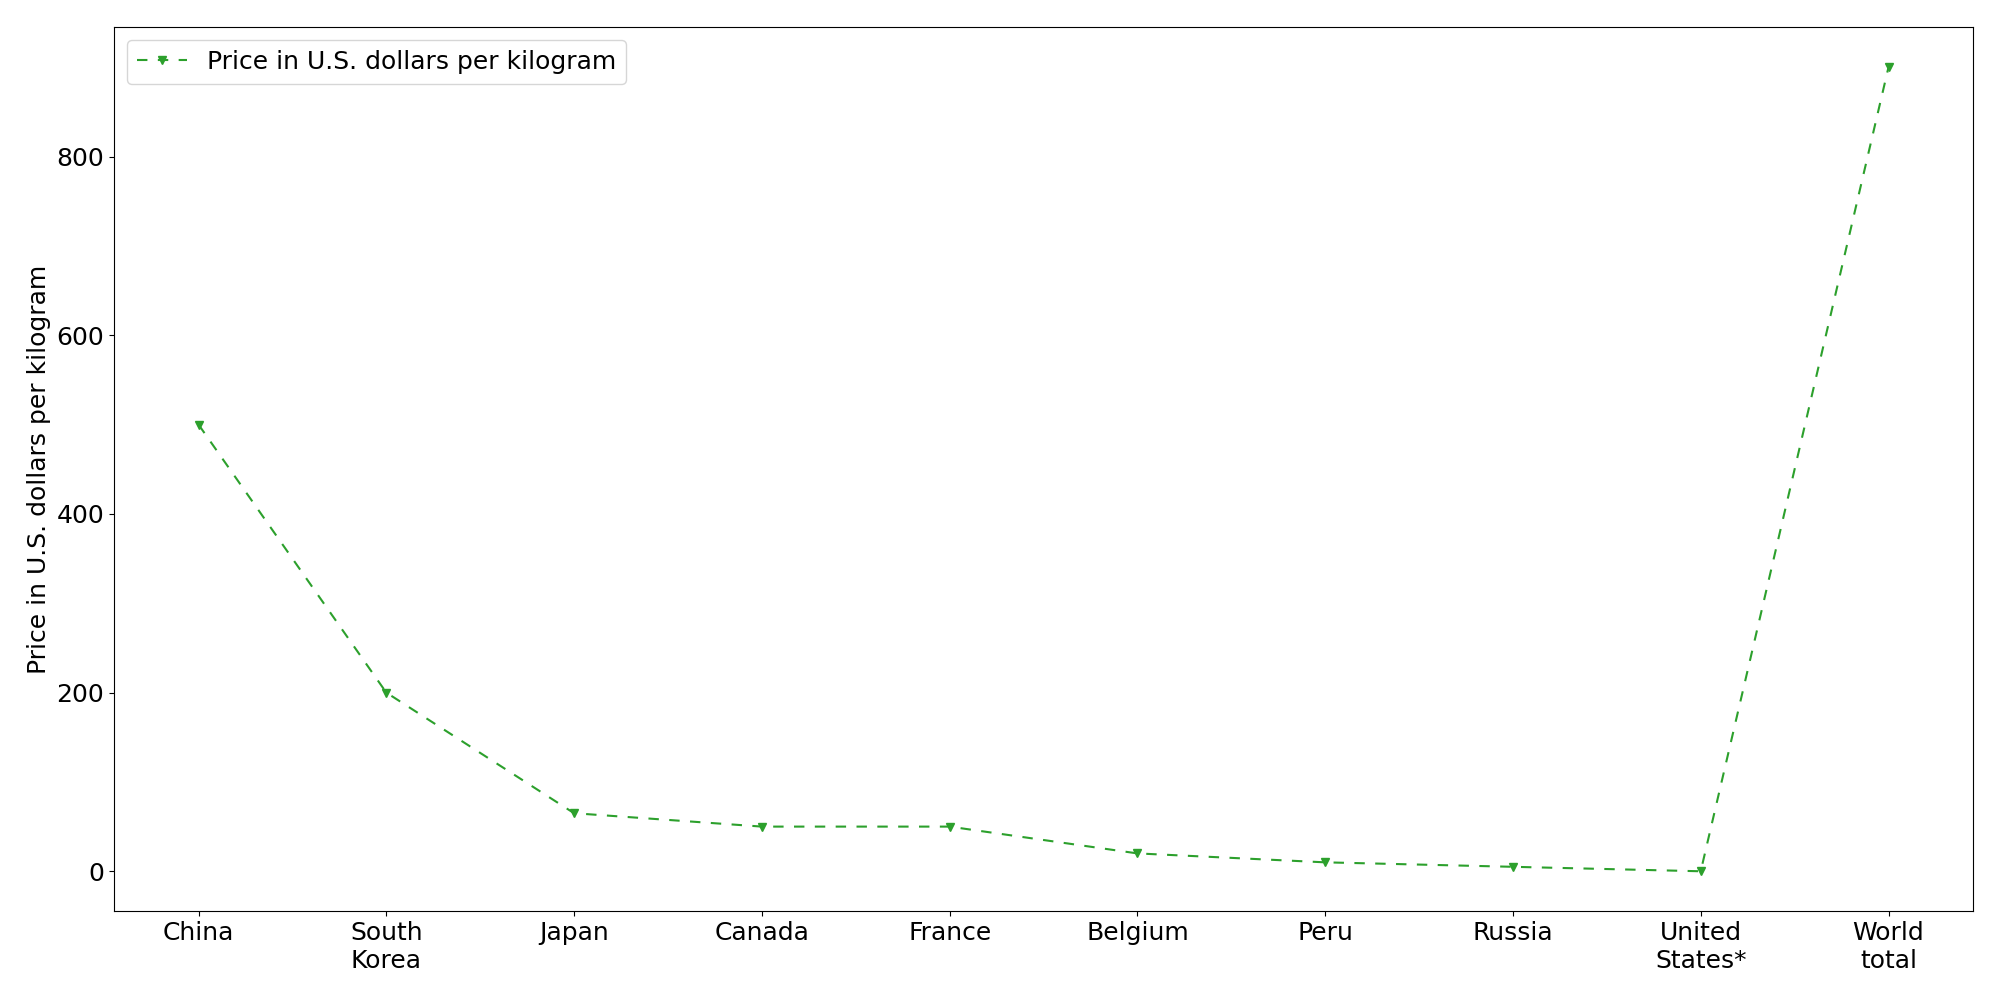 Price in U.S. dollars per kilogram
Price in U.S. dollars per kilogram
800
600
400
200
0
China
South
Korea
Japan
Canada
France
Belgium
Peru
Russia
United
States*
World
total